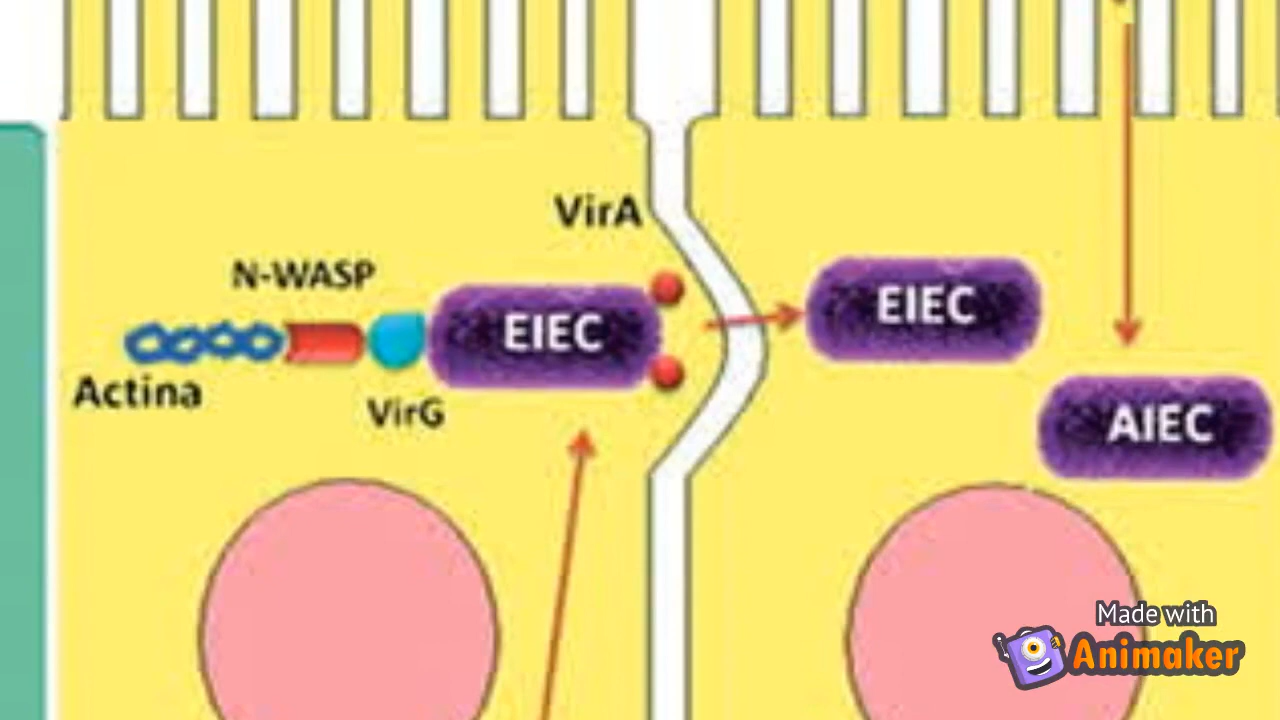 VirA
N-WASP
EIEC
EIEC
Actina
VirG
AIEC
Made with
Animaker